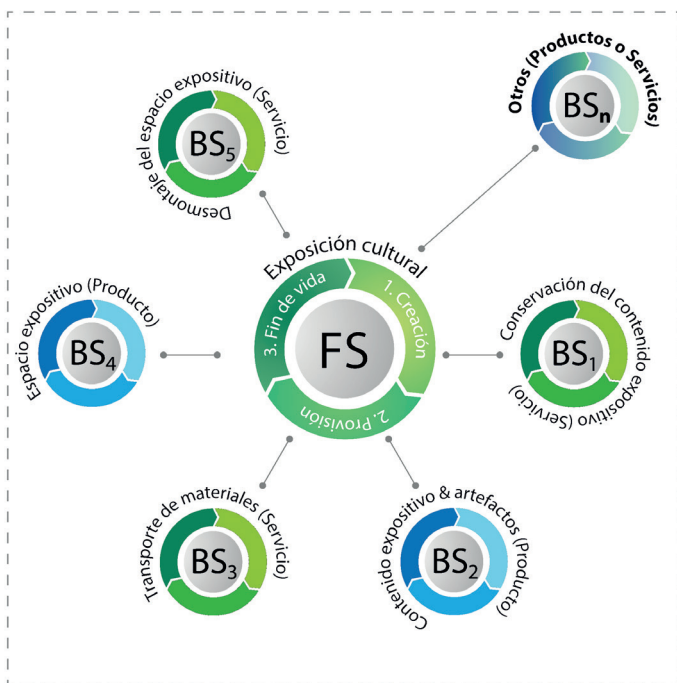 Otros (Productos o Servicios)
BSn
Desmontaje del espacio expositivo (Servicio)
BS5
Exposición cultural
1. Creación
2. Provisión
3. Fin de vida
FS
Espacio expositivo (Producto)
BS4
Conservación del contenido expositivo (Servicio)
BS1
Transporte de materiales (Servicio)
BS3
Contenido expositivo & artefactos (Producto)
BS2